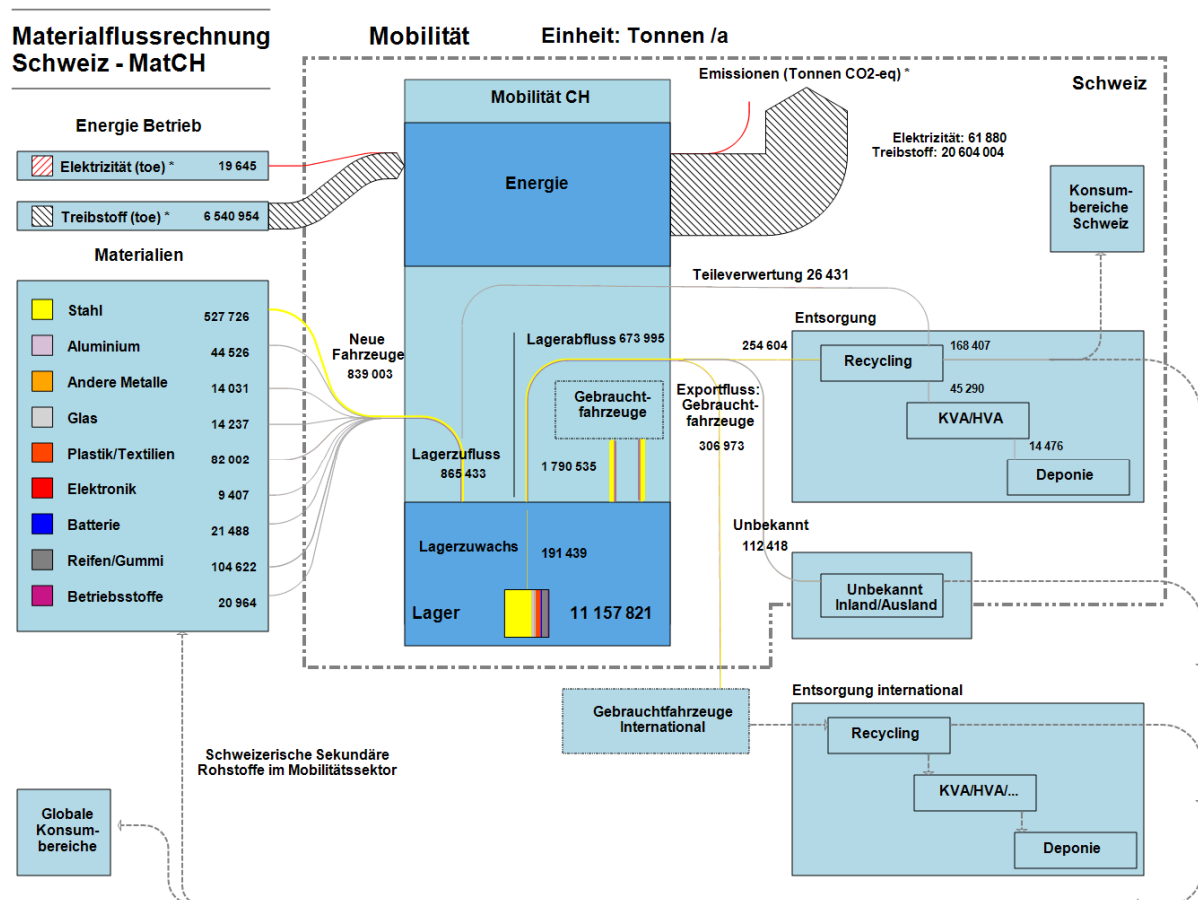 Materialflussrechnung
Schweiz - MatCH
Mobilität
Einheit: Tonnen /a
Energie Betrieb
Elektrizität (toe) * 19 645
Treibstoff (toe) * 6 540 954
Materialien
Stahl 527 726
Aluminium 44 526
Andere Metalle 14 031
Glas 14 237
Plastik/Textilien 82 002
Elektronik 9 407
Batterie 21 488
Reifen/Gummi 104 622
Betriebsstoffe 20 964
Neue
Fahrzeuge
839 003
Mobilität CH
Energie
Emissionen (Tonnen CO2-eq) *
Schweiz
Elektrizität: 61 880
Treibstoff: 20 604 004
Konsum-
bereiche
Schweiz
Teileverwertung 26 431
Lagerabfluss 673 995
Gebraucht-
fahrzeuge
Lagerzufluss
865 433
1 790 535
Exportfluss:
Gebraucht-
fahrzeuge
306 973
254 604
Entsorgung
Recycling
168 407
45 290
KVA/HVA
14 476
Deponie
Lagerzuwachs 191 439
Lager 11 157 821
Unbekannt
112 418
Unbekannt
Inland/Ausland
Gebrauchtfahrzeuge
International
Entsorgung international
Recycling
KVA/HVA/...
Deponie
Schweizerische Sekundäre
Rohstoffe im Mobilitätssektor
Globale
Konsum-
bereiche